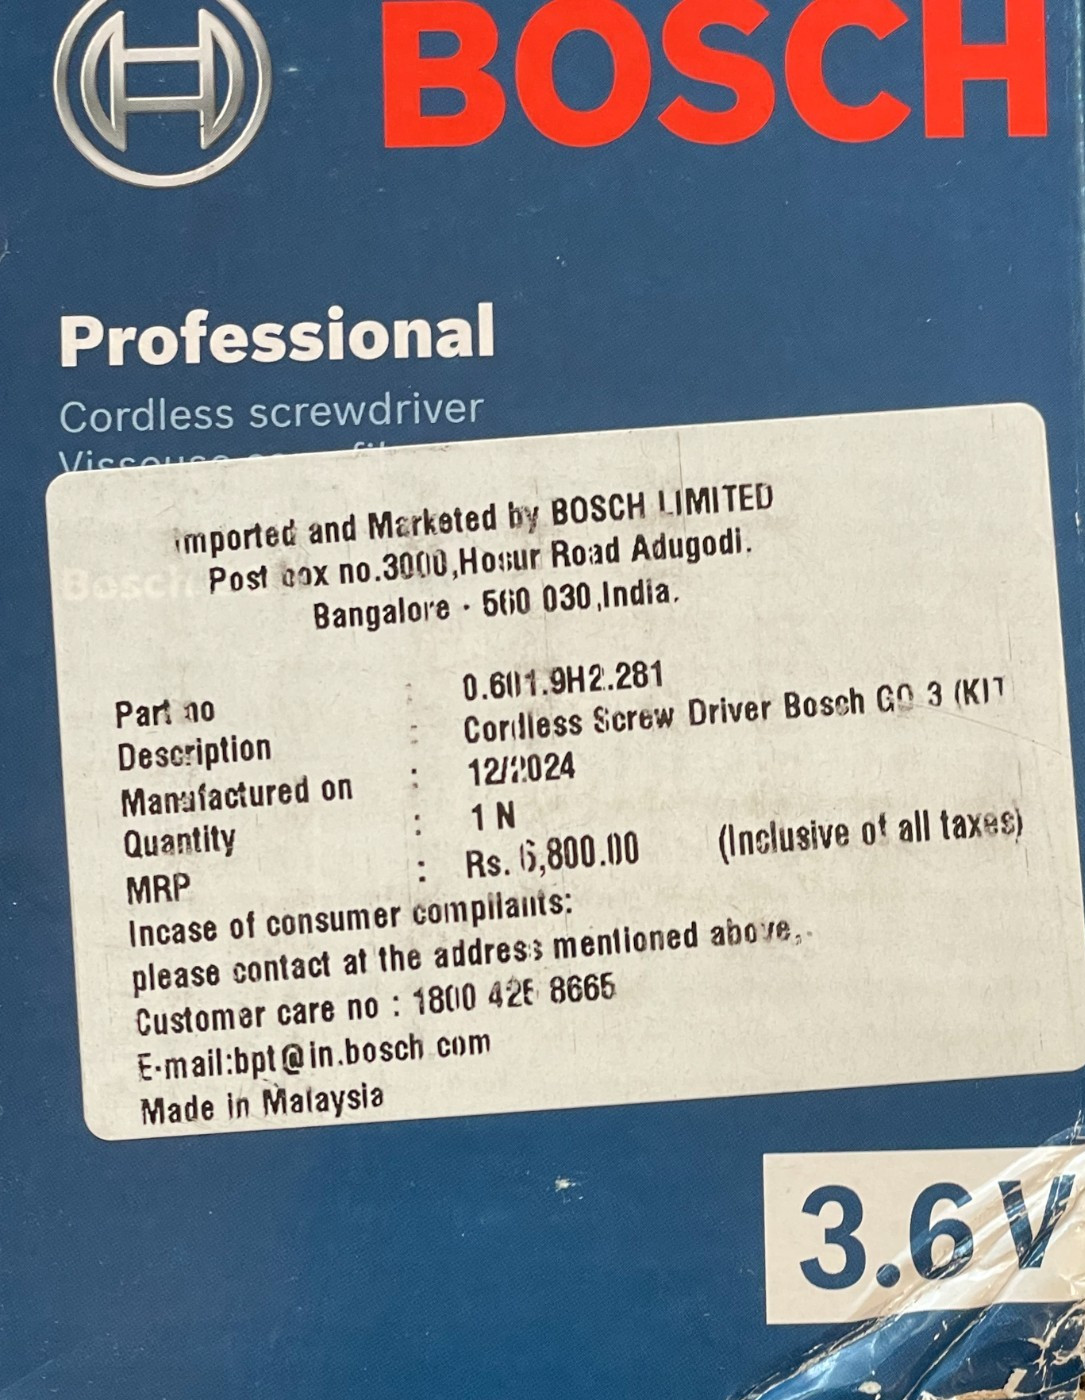 BOSCH
Professional
Cordless screwdriver
Imported and Marketed by BOSCH LIMITED
Post box no.3000,Hosur Road Adugodi.
Bangalore - 560 030,India.
Part no : 0.601.9H2.281
Description : Cordless Screw Driver Bosch GO 3 (KIT
Manufactured on : 12/2024
Quantity : 1 N
MRP : Rs. 6,800.00 (Inclusive of all taxes)
Incase of consumer compliants:
please contact at the address mentioned above,.
Customer care no : 1800 425 8665
E-mail:bpt@in.bosch.com
Made in Malaysia
3.6 V